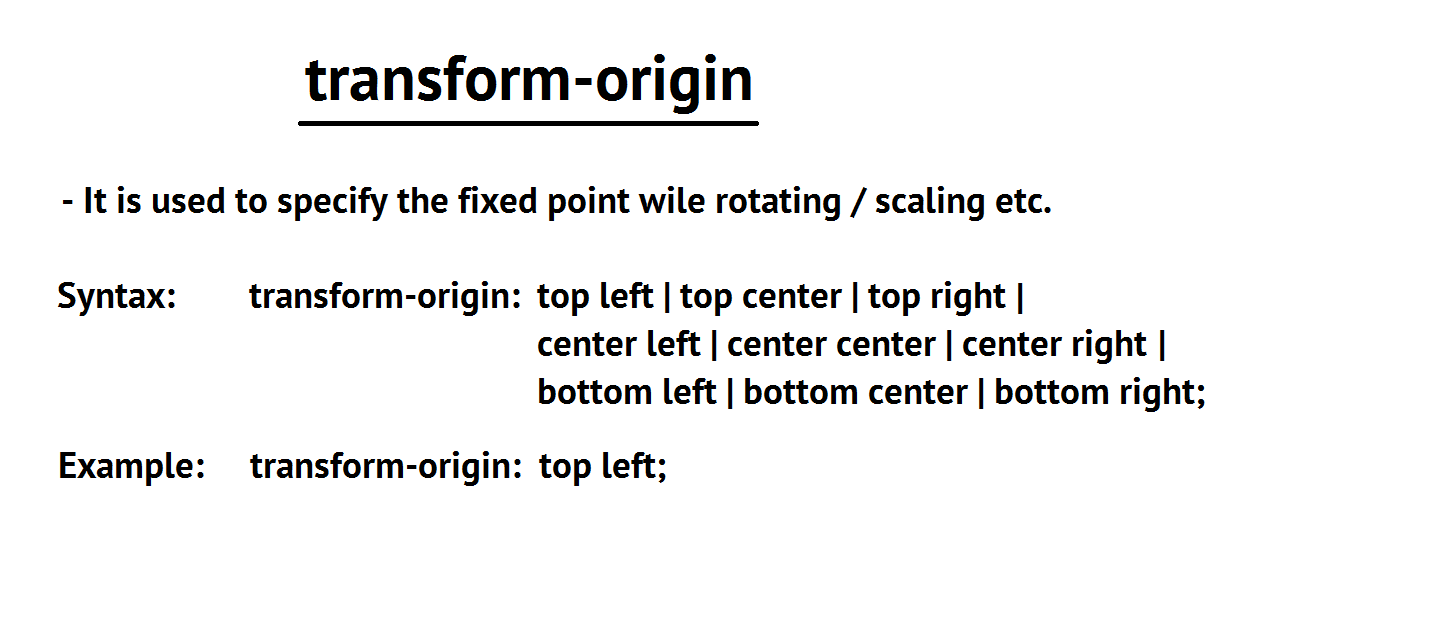 transform-origin
- It is used to specify the fixed point wile rotating / scaling etc.
Syntax: transform-origin: top left | top center | top right |
center left | center center | center right |
bottom left | bottom center | bottom right;
Example: transform-origin: top left;